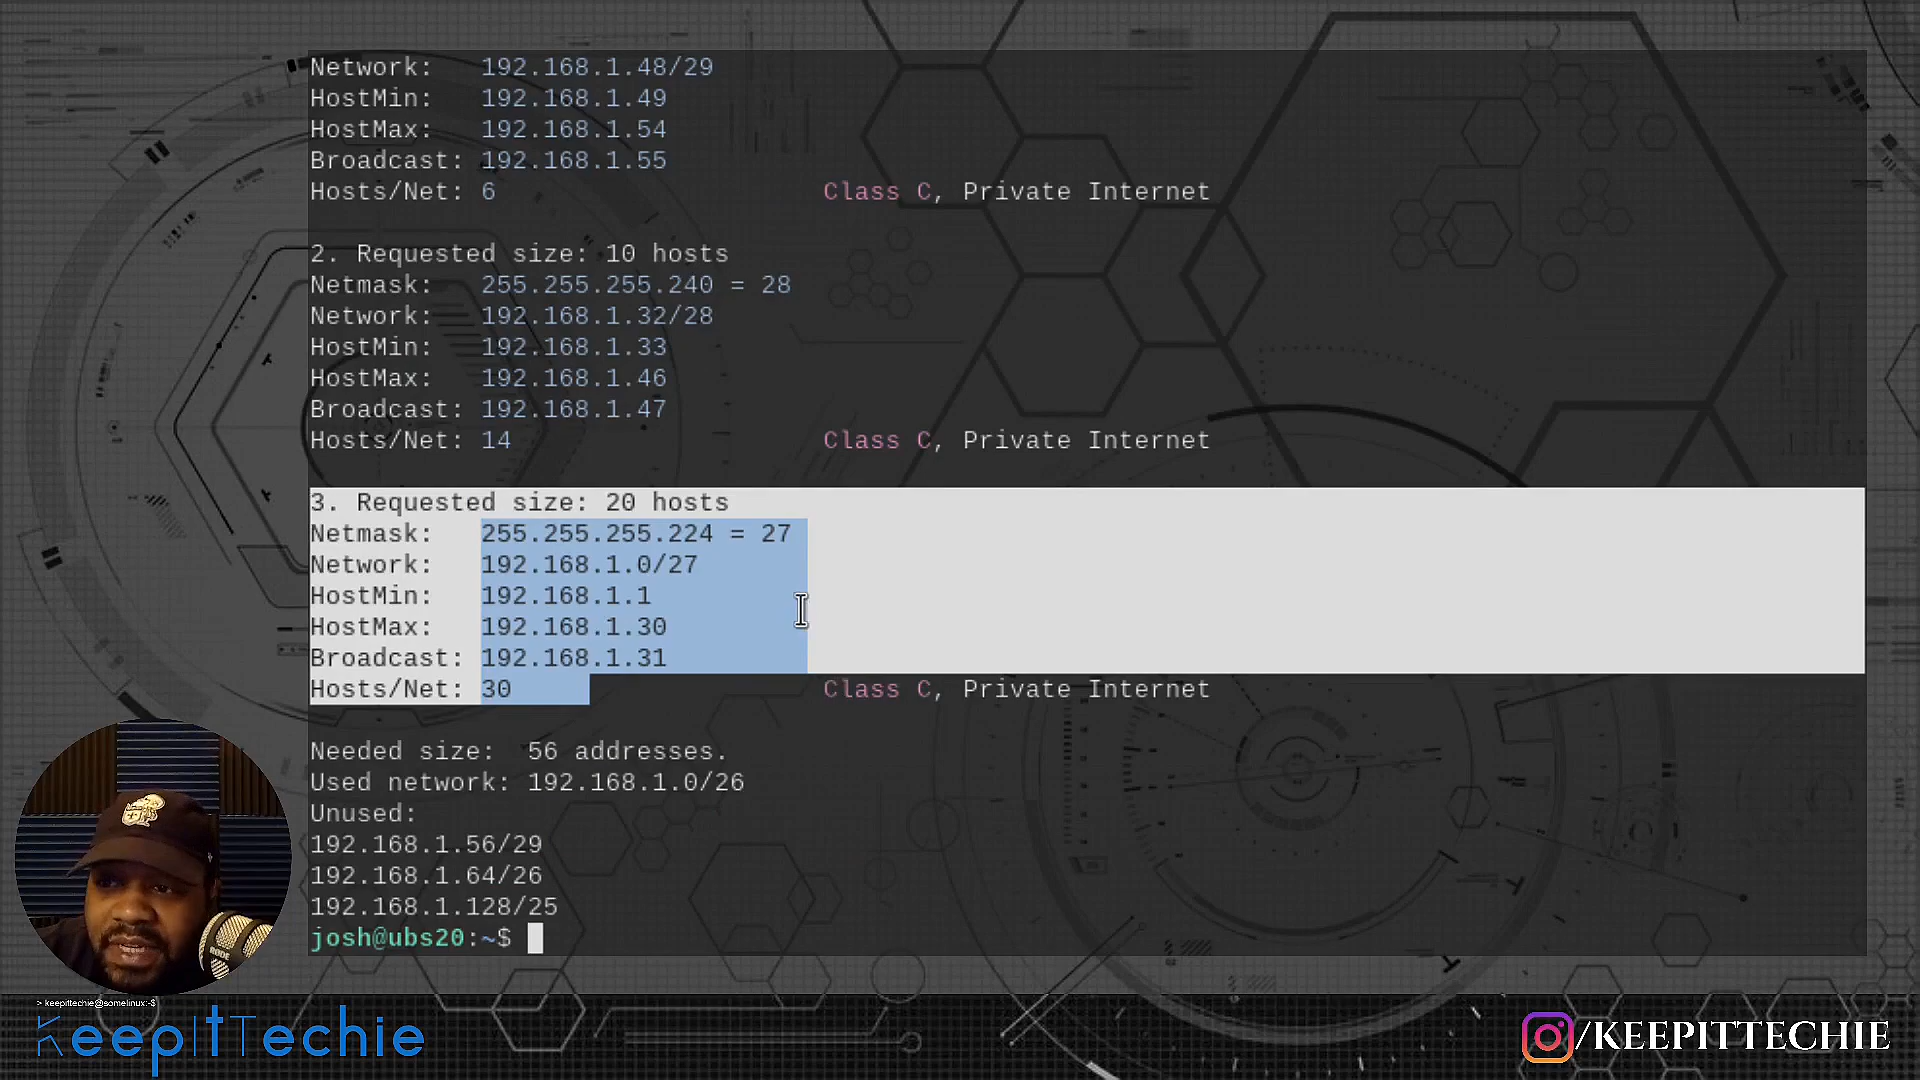 Network:   192.168.1.48/29
HostMin:   192.168.1.49
HostMax:   192.168.1.54
Broadcast: 192.168.1.55
Hosts/Net: 6                     Class C, Private Internet
2. Requested size: 10 hosts
Netmask:   255.255.255.240 = 28
Network:   192.168.1.32/28
HostMin:   192.168.1.33
HostMax:   192.168.1.46
Broadcast: 192.168.1.47
Hosts/Net: 14                    Class C, Private Internet
3. Requested size: 20 hosts
Netmask:   255.255.255.224 = 27
Network:   192.168.1.0/27
HostMin:   192.168.1.1
HostMax:   192.168.1.30
Broadcast: 192.168.1.31
Hosts/Net: 30                    Class C, Private Internet
Needed size:  56 addresses.
Used network: 192.168.1.0/26
Unused:
192.168.1.56/29
192.168.1.64/26
192.168.1.128/25
josh@ubs20:~$
RODE
> keepittechie@somelinux:~$
KeepItTechie
/KEEPITTECHIE